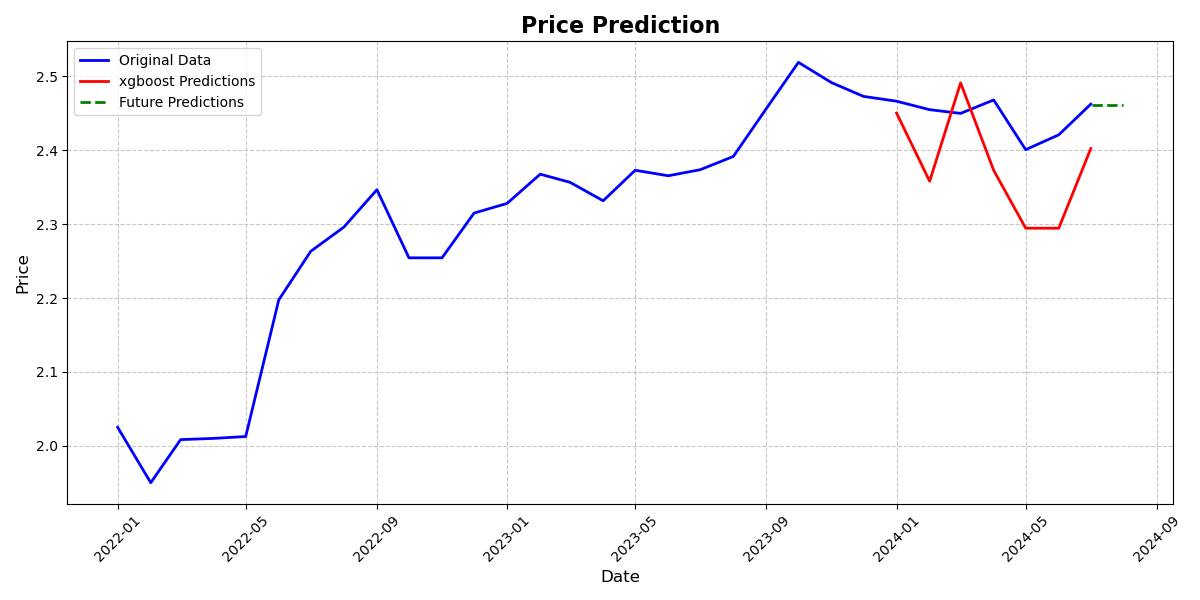 Price Prediction
Original Data
xgboost Predictions
Future Predictions
Price
2.5
2.4
2.3
2.2
2.1
2.0
2022-01
2022-05
2022-09
2023-01
2023-05
2023-09
2024-01
2024-05
2024-09
Date